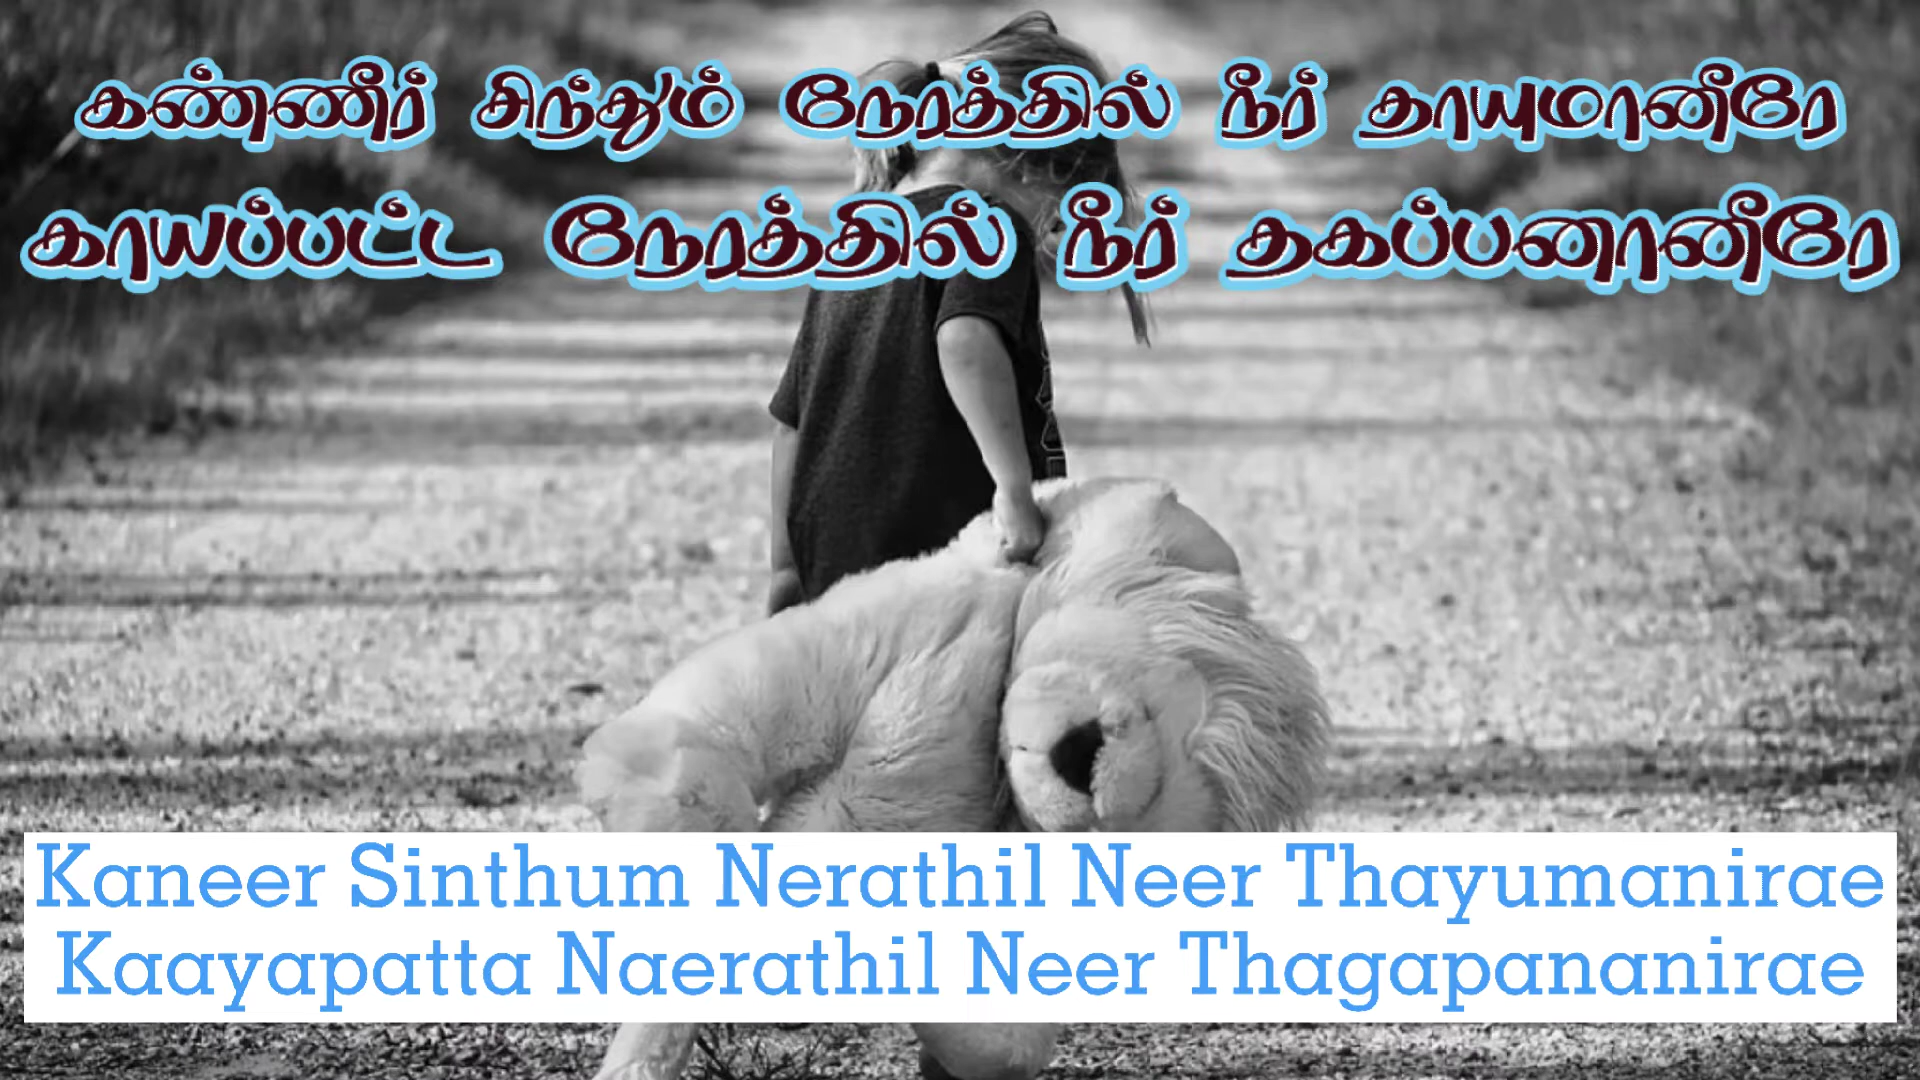 கண்ணீர் சிந்தும் நேரத்தில் நீர் தாயுமானீரே
காயப்பட்ட நேரத்தில் நீர் தகப்பனானீரே
Kaneer Sinthum Nerathil Neer Thayumanirae
Kaayapatta Naerathil Neer Thagapananirae